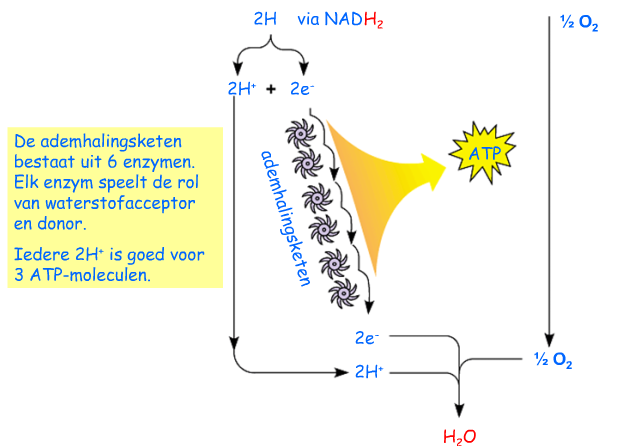 2H via NADH₂
½ O₂
2H⁺ + 2e⁻
De ademhalingsketen
bestaat uit 6 enzymen.
Elk enzym speelt de rol
van waterstofacceptor
en donor.
Iedere 2H⁺ is goed voor
3 ATP-moleculen.
ademhalingsketen
ATP
2e⁻
½ O₂
2H⁺
H₂O